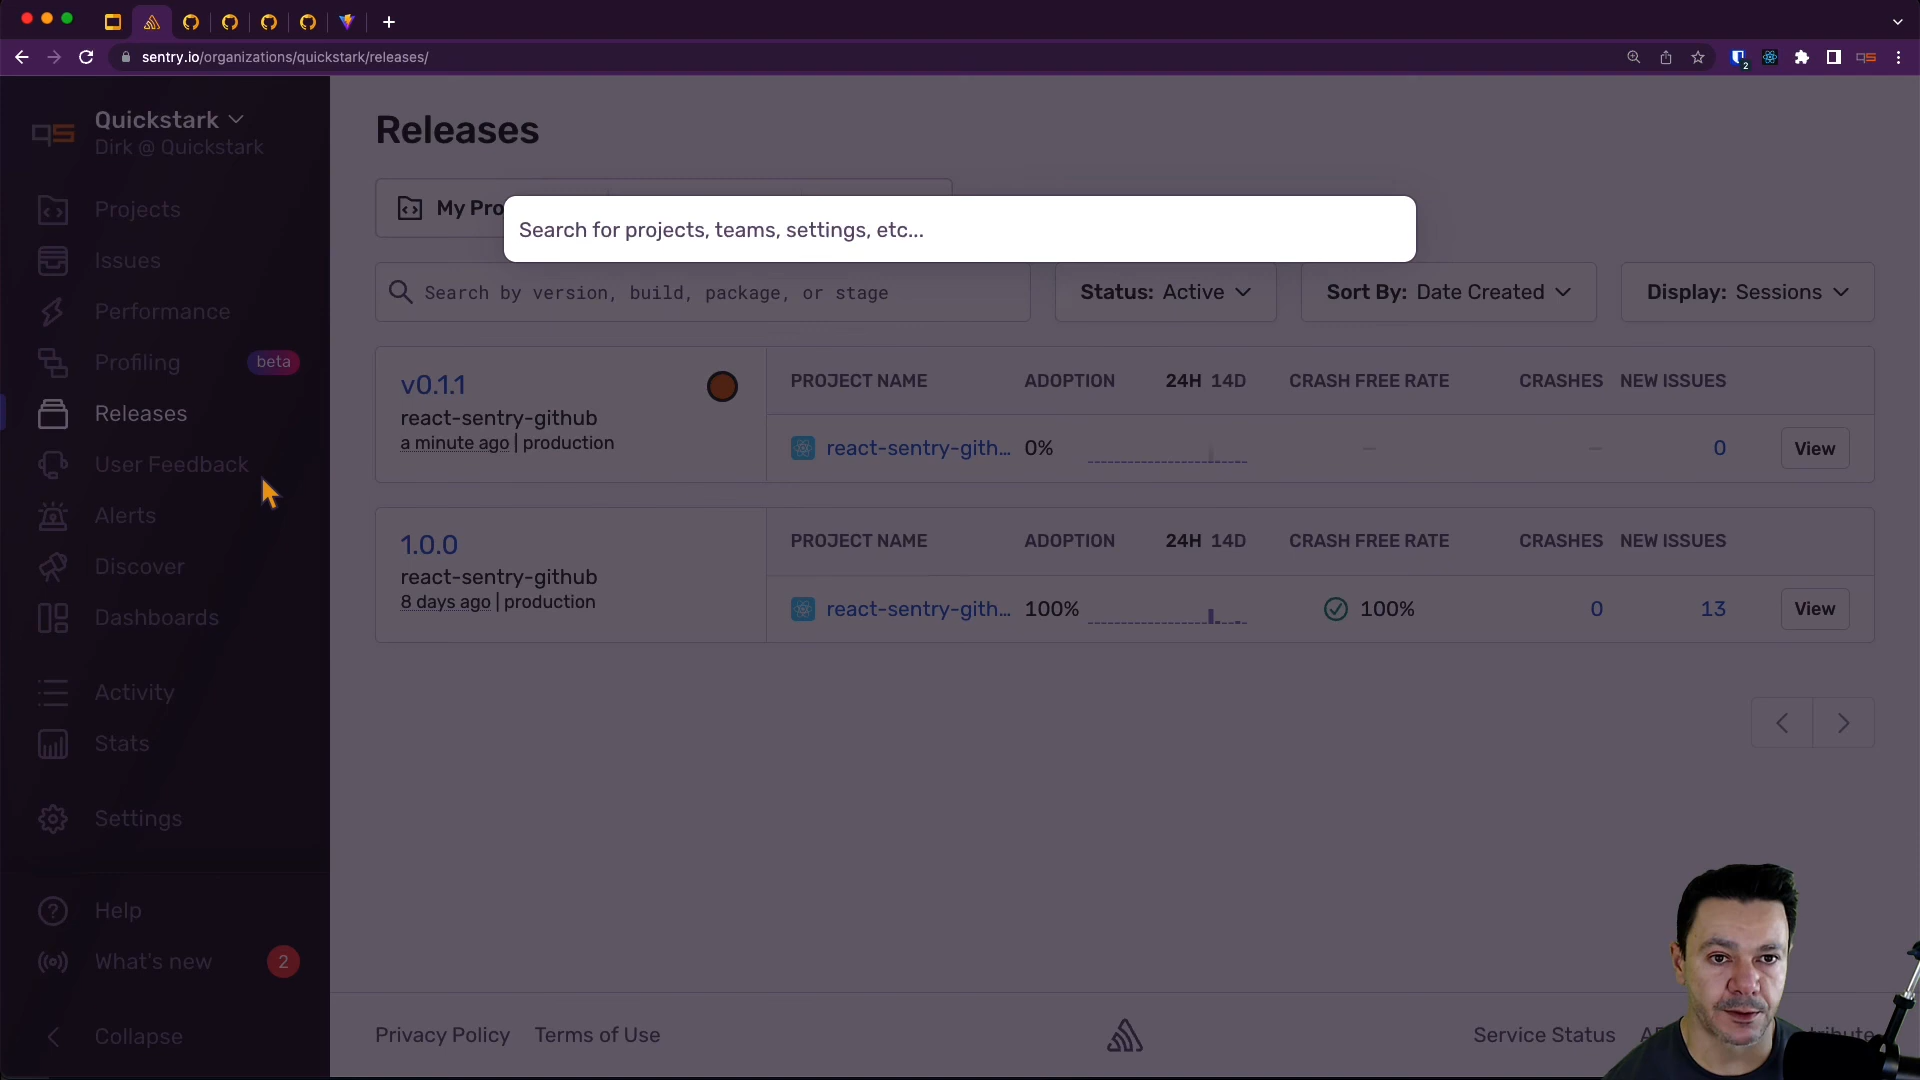 sentry.io/organizations/quickstark/releases/
2
Quickstark
Dirk @ Quickstark
Projects
Issues
Performance
Profiling
beta
Releases
User Feedback
Alerts
Discover
Dashboards
Activity
Stats
Settings
Help
What's new
2
Collapse
Releases
My Pro
Search for projects, teams, settings, etc...
Search by version, build, package, or stage
Status: Active
Sort By: Date Created
Display: Sessions
v0.1.1
react-sentry-github
a minute ago | production
PROJECT NAME ADOPTION 24H 14D CRASH FREE RATE CRASHES NEW ISSUES
react-sentry-gith... 0% — — 0 View
1.0.0
react-sentry-github
8 days ago | production
PROJECT NAME ADOPTION 24H 14D CRASH FREE RATE CRASHES NEW ISSUES
react-sentry-gith... 100% 100% 0 13 View
Privacy Policy Terms of Use
Service Status